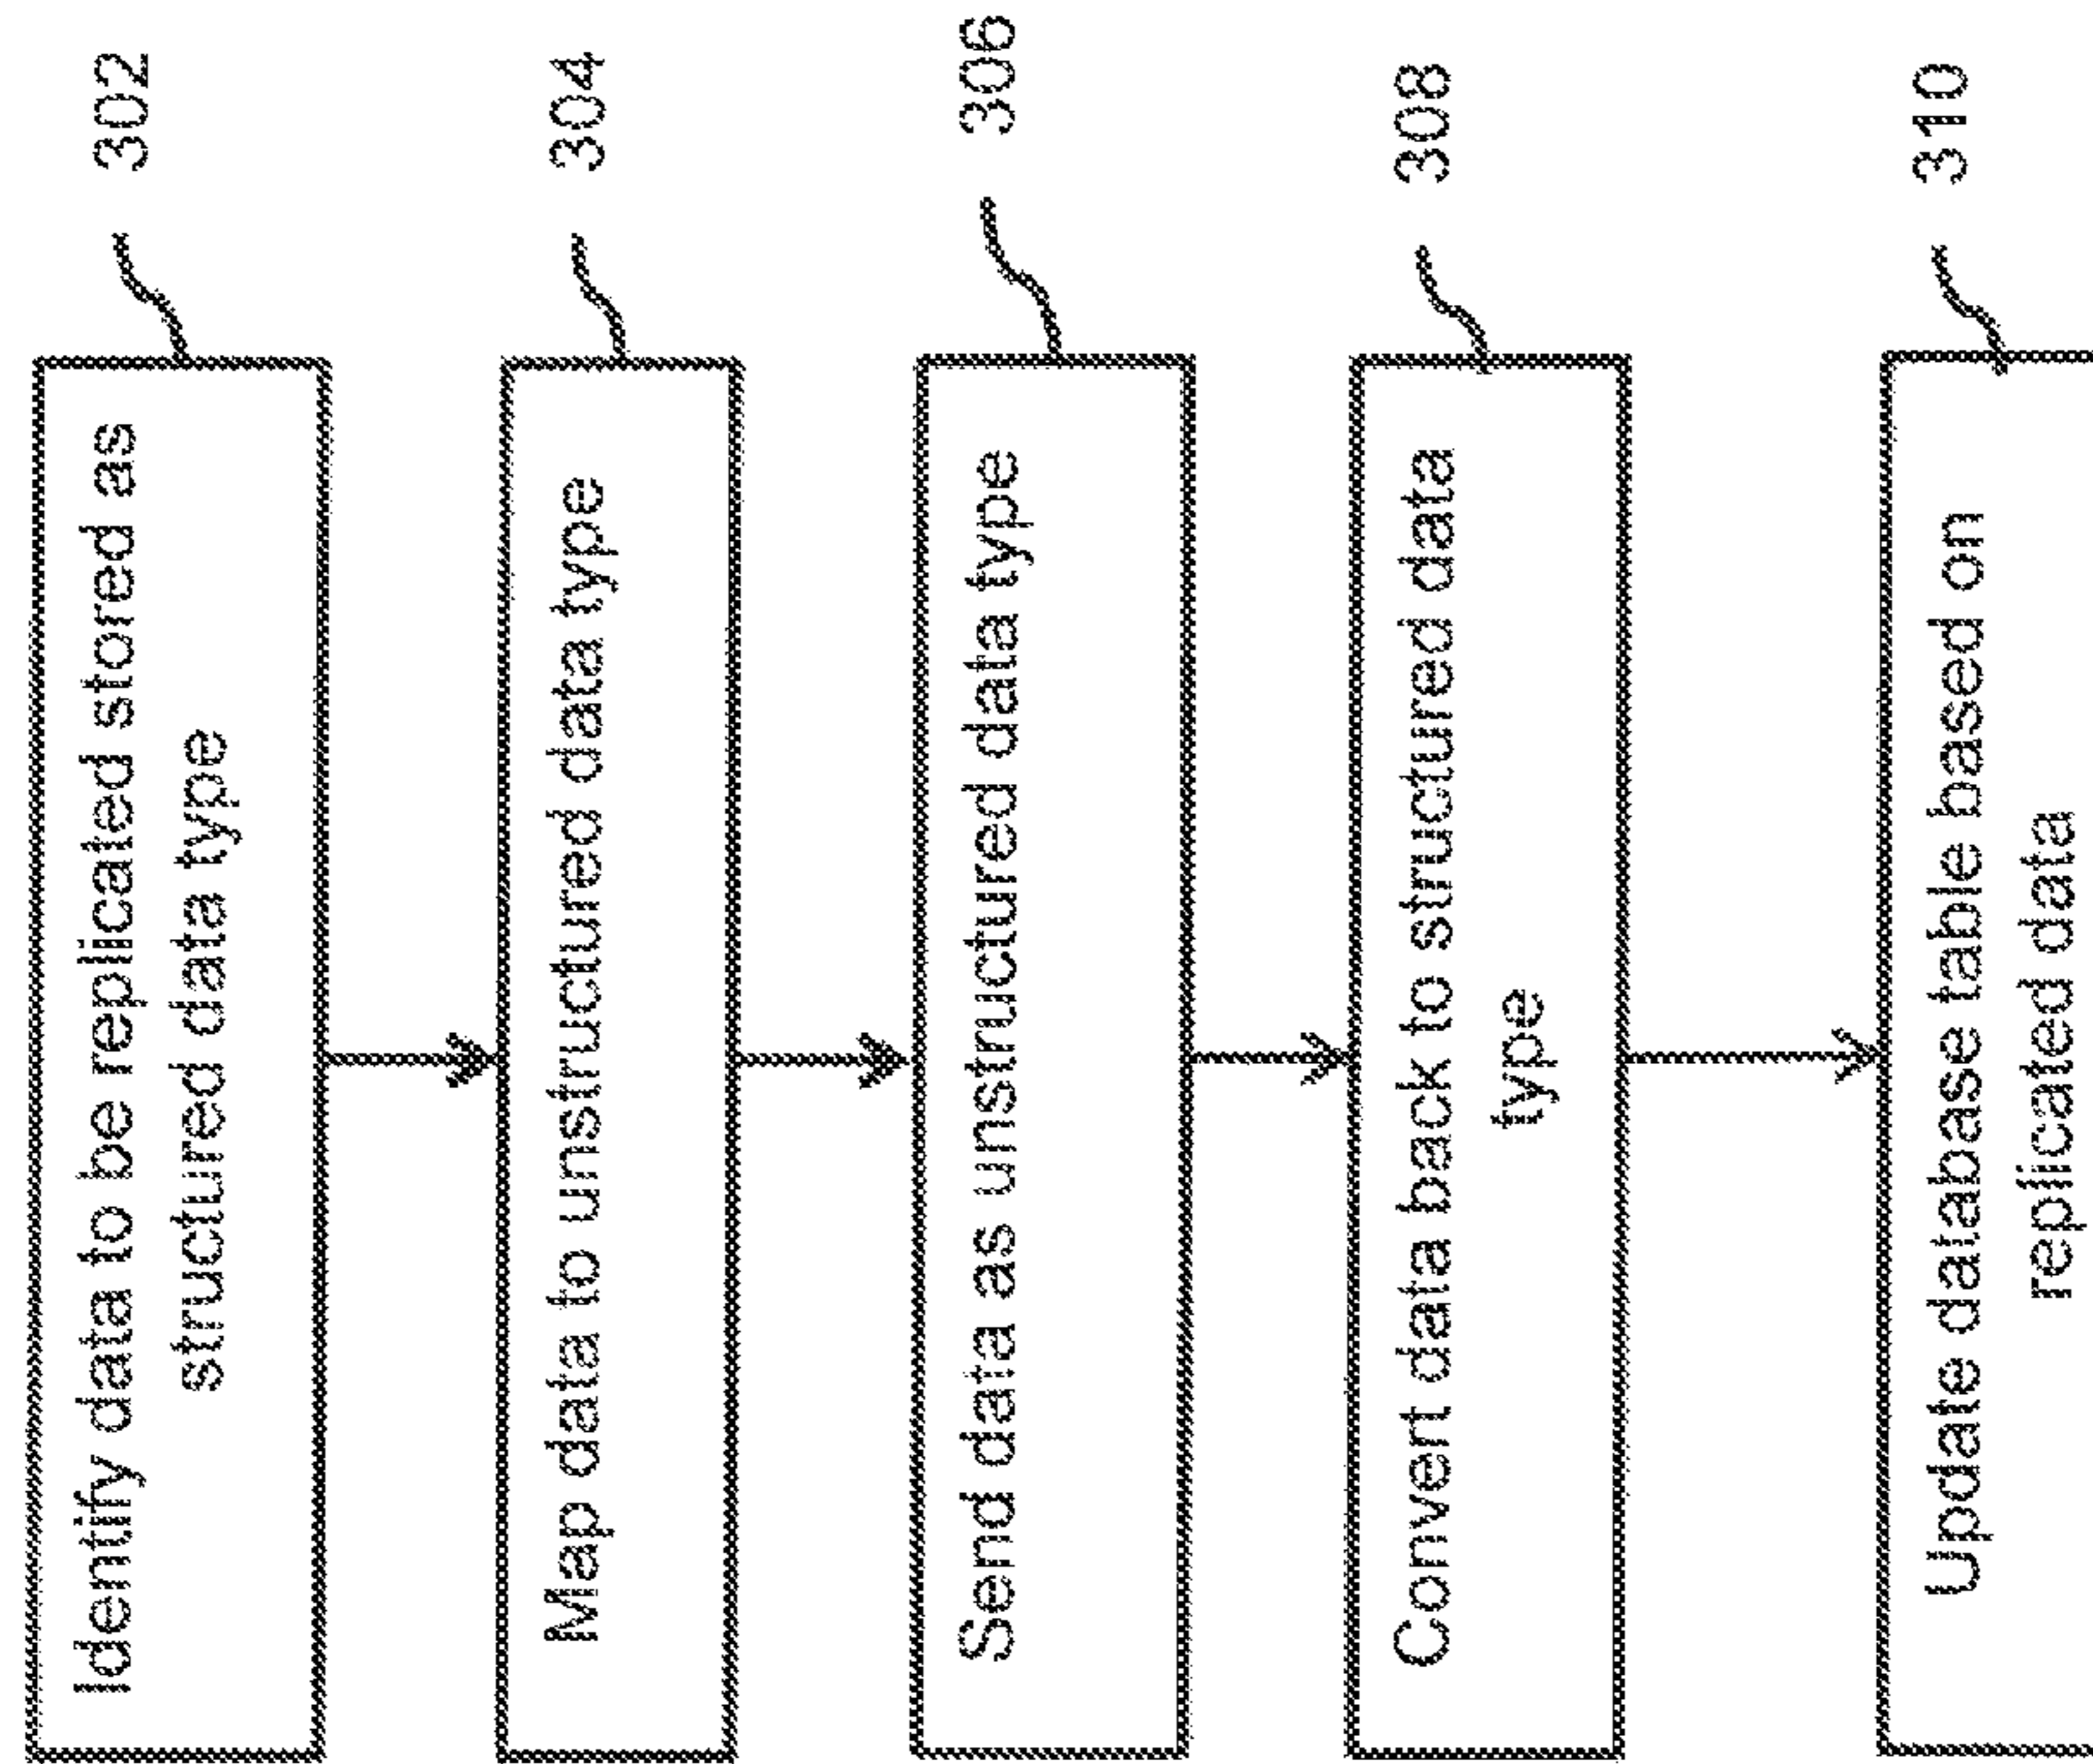 Identify data to be replicated stored as
structured data type
302
Map data to unstructured data type
304
Send data as unstructured data type
306
Convert data back to structured data
type
308
Update database table based on
replicated data
310